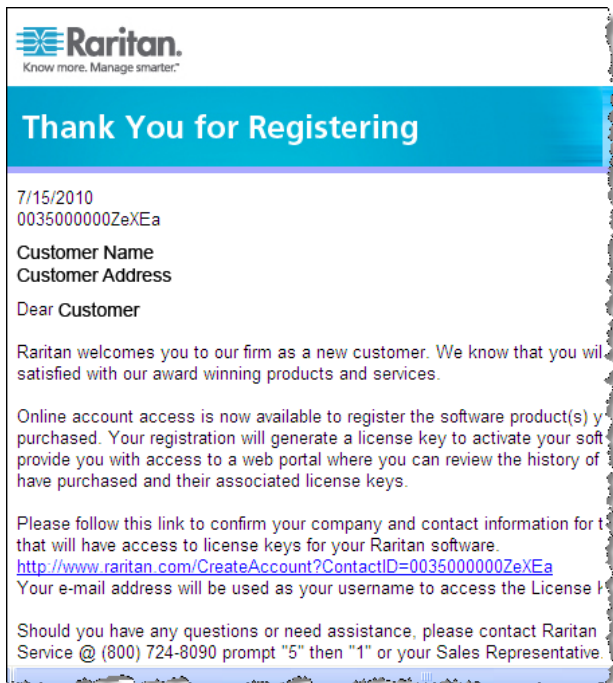 Raritan.
Know more. Manage smarter.™
Thank You for Registering
7/15/2010
0035000000ZeXEa
Customer Name
Customer Address
Dear Customer
Raritan welcomes you to our firm as a new customer. We know that you wil
satisfied with our award winning products and services.
Online account access is now available to register the software product(s) y
purchased. Your registration will generate a license key to activate your soft
provide you with access to a web portal where you can review the history of
have purchased and their associated license keys.
Please follow this link to confirm your company and contact information for t
that will have access to license keys for your Raritan software.
http://www.raritan.com/CreateAccount?ContactID=0035000000ZeXEa
Your e-mail address will be used as your username to access the License
Should you have any questions or need assistance, please contact Raritan
Service @ (800) 724-8090 prompt "5" then "1" or your Sales Representative.